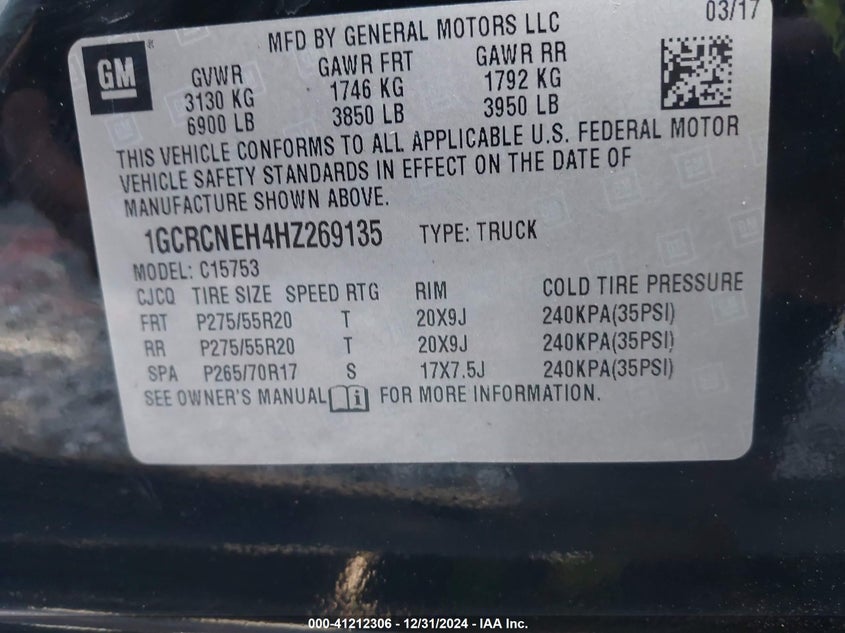 03/17
MFD BY GENERAL MOTORS LLC
GM
®
GVWR GAWR FRT GAWR RR
3130 KG 1746 KG 1792 KG
6900 LB 3850 LB 3950 LB
THIS VEHICLE CONFORMS TO ALL APPLICABLE U.S. FEDERAL MOTOR
VEHICLE SAFETY STANDARDS IN EFFECT ON THE DATE OF
MANUFACTURE SHOWN ABOVE.
1GCRCNEH4HZ269135 TYPE: TRUCK
MODEL: C15753
CJCQ TIRE SIZE SPEED RTG RIM COLD TIRE PRESSURE
FRT P275/55R20 T 20X9J 240KPA(35PSI)
RR P275/55R20 T 20X9J 240KPA(35PSI)
SPA P265/70R17 S 17X7.5J 240KPA(35PSI)
SEE OWNER'S MANUAL FOR MORE INFORMATION.
000-41212306 - 12/31/2024 - IAA Inc.